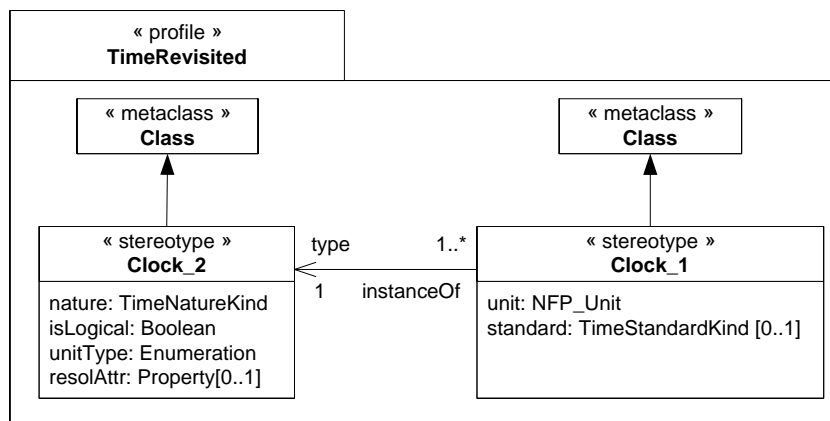 « profile »
TimeRevisited
« metaclass »
Class
« metaclass »
Class
« stereotype »
Clock_2
nature: TimeNatureKind
isLogical: Boolean
unitType: Enumeration
resolAttr: Property[0..1]
type
1..*
1
instanceOf
« stereotype »
Clock_1
unit: NFP_Unit
standard: TimeStandardKind [0..1]